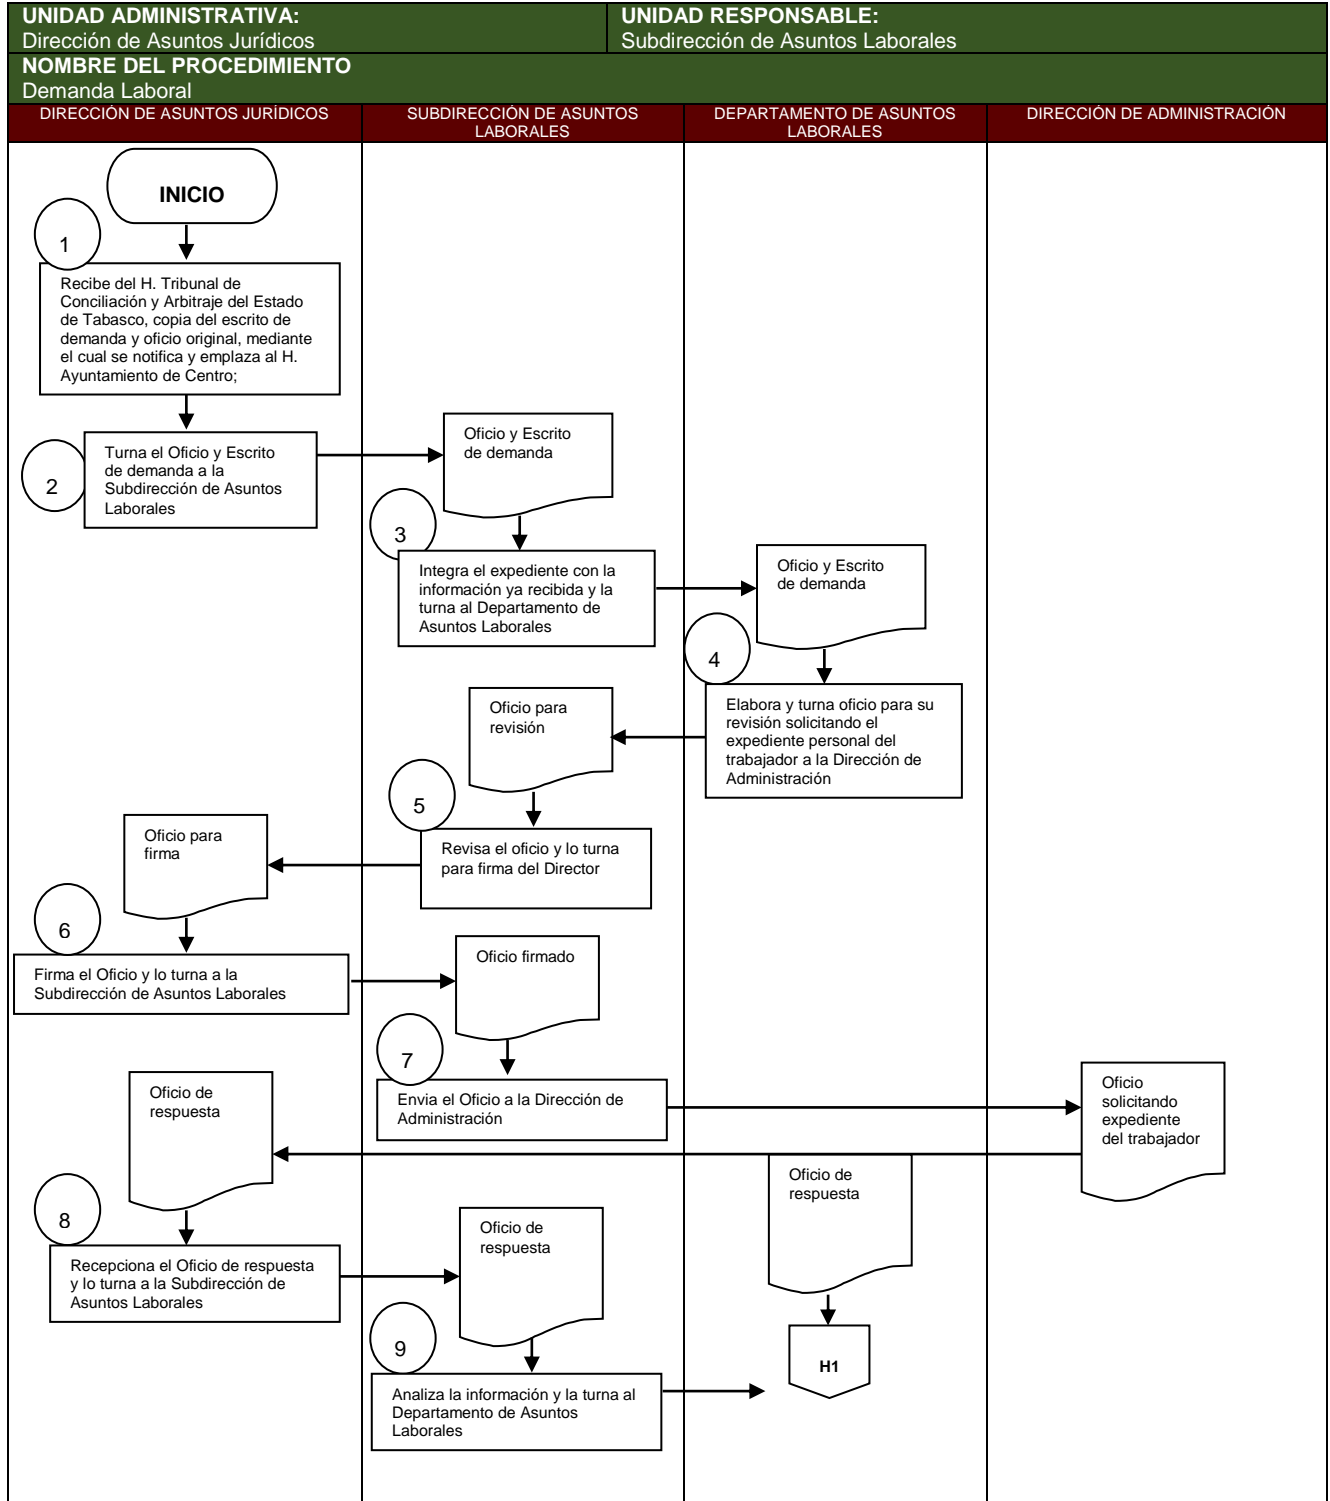 UNIDAD ADMINISTRATIVA:
Dirección de Asuntos Jurídicos
UNIDAD RESPONSABLE:
Subdirección de Asuntos Laborales
NOMBRE DEL PROCEDIMIENTO
Demanda Laboral
DIRECCIÓN DE ASUNTOS JURÍDICOS
SUBDIRECCIÓN DE ASUNTOS
LABORALES
DEPARTAMENTO DE ASUNTOS
LABORALES
DIRECCIÓN DE ADMINISTRACIÓN
INICIO
1
Recibe del H. Tribunal de
Conciliación y Arbitraje del Estado
de Tabasco, copia del escrito de
demanda y oficio original, mediante
el cual se notifica y emplaza al H.
Ayuntamiento de Centro;
2
Turna el Oficio y Escrito
de demanda a la
Subdirección de Asuntos
Laborales
Oficio y Escrito
de demanda
3
Integra el expediente con la
información ya recibida y la
turna al Departamento de
Asuntos Laborales
Oficio y Escrito
de demanda
4
Elabora y turna oficio para su
revisión solicitando el
expediente personal del
trabajador a la Dirección de
Administración
Oficio para
revisión
5
Revisa el oficio y lo turna
para firma del Director
Oficio para
firma
6
Firma el Oficio y lo turna a la
Subdirección de Asuntos Laborales
Oficio firmado
7
Envia el Oficio a la Dirección de
Administración
Oficio
solicitando
expediente
del trabajador
Oficio de
respuesta
8
Recepciona el Oficio de respuesta
y lo turna a la Subdirección de
Asuntos Laborales
Oficio de
respuesta
9
Analiza la información y la turna al
Departamento de Asuntos
Laborales
Oficio de
respuesta
H1